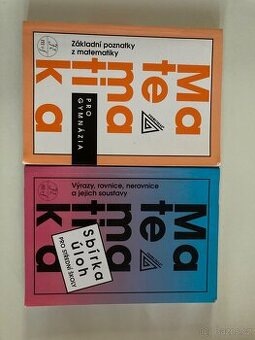 Základní poznatky
z matematiky
Ma
te
ma
ti
ka
PRO
GYMNÁZIA
Výrazy, rovnice, nerovnice
a jejich soustavy
Ma
te
ma
ti
ka
Sbírka
úloh
PRO STŘEDNÍ ŠKOLY